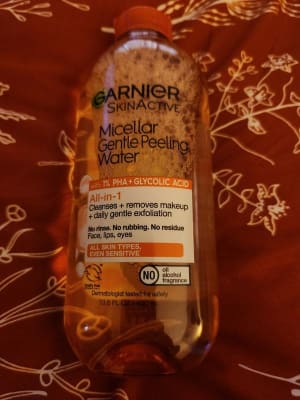 GARNIER
SKINACTIVE
Micellar
Gentle Peeling
Water
1% PHA + GLYCOLIC ACID
All-in-1
Cleanses + removes makeup
+ daily gentle exfoliation
No rinse. No rubbing. No residue
Face, lips, eyes
ALL SKIN TYPES,
EVEN SENSITIVE
NO oil
alcohol
fragrance
Dermatologist tested for safety